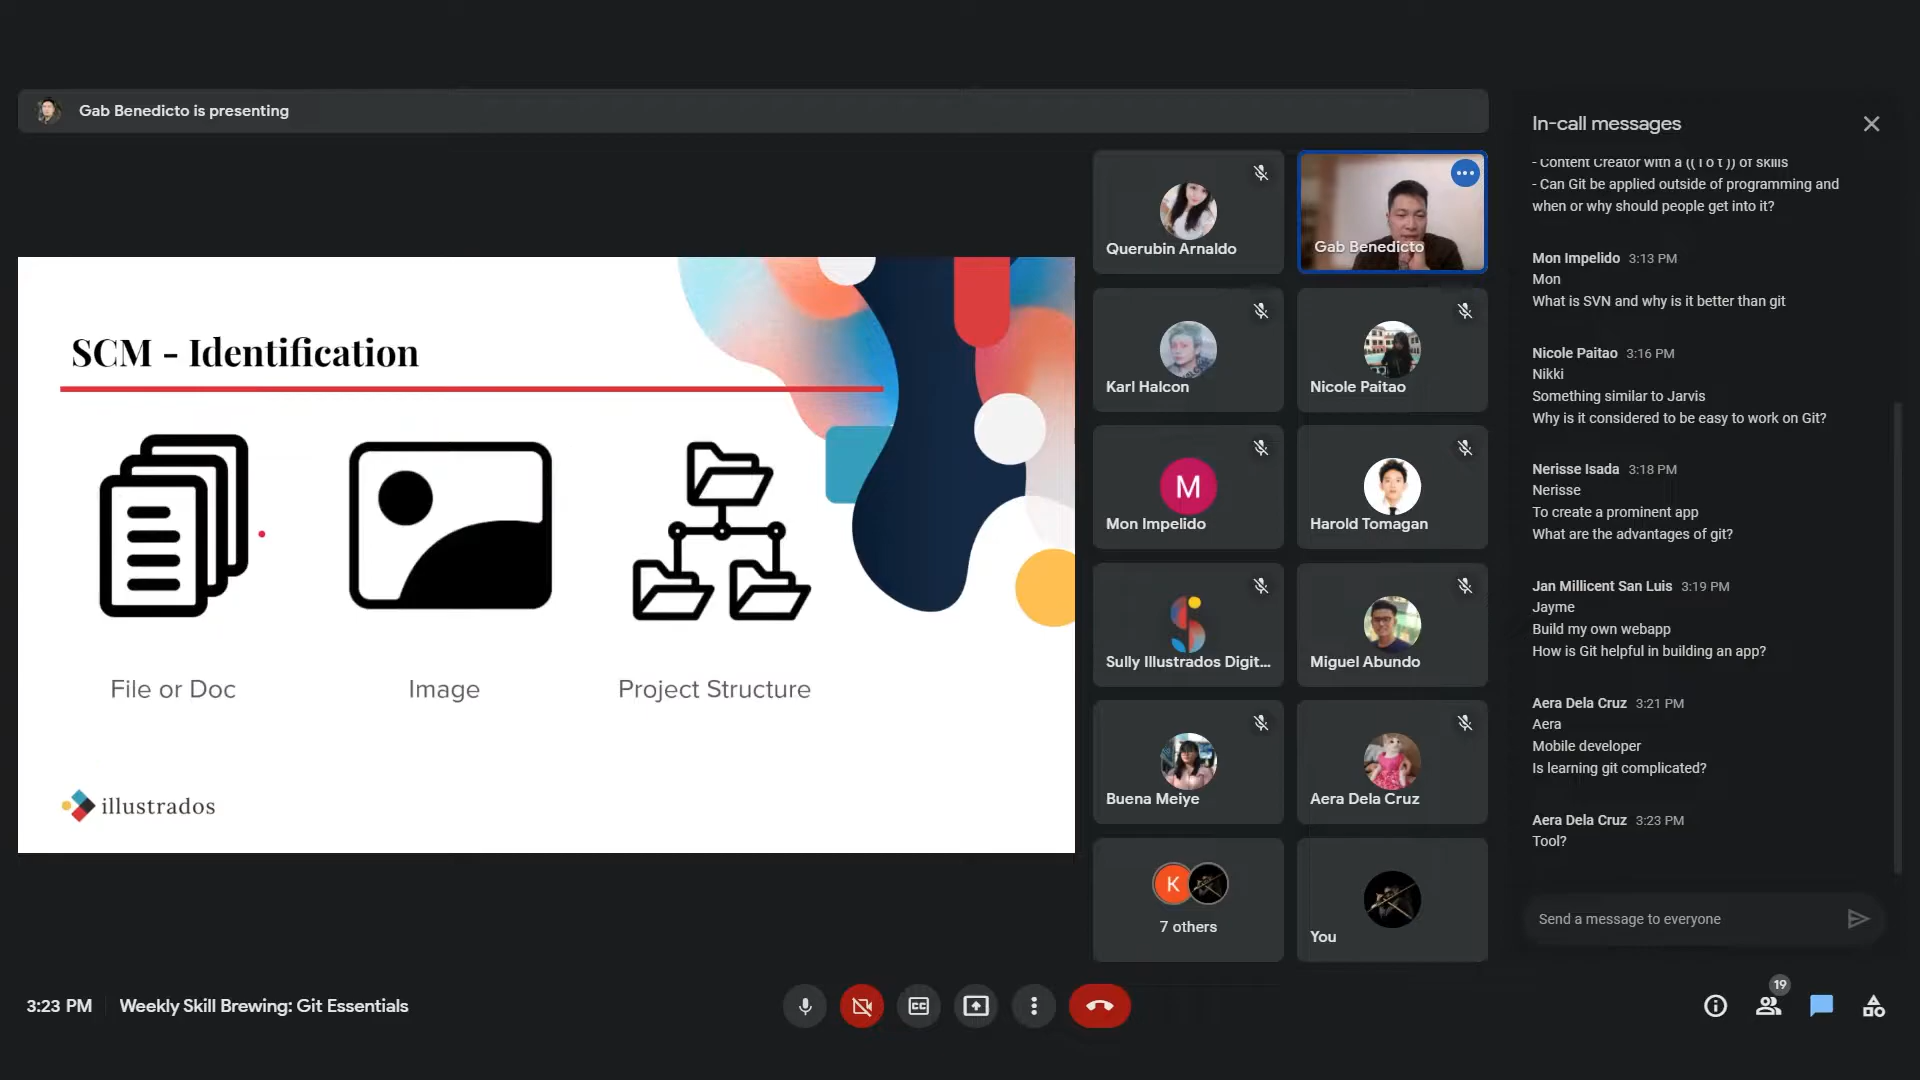 Gab Benedicto is presenting
SCM - Identification
File or Doc
Image
Project Structure
illustrados
Querubin Arnaldo
Gab Benedicto
Karl Halcon
Nicole Paitao
M
Mon Impelido
Harold Tomagan
Sully Illustrados Digit...
Miguel Abundo
Buena Meiye
Aera Dela Cruz
K
7 others
You
In-call messages
- Content Creator with a (( l o t )) of skills
- Can Git be applied outside of programming and
when or why should people get into it?
Mon Impelido 3:13 PM
Mon
What is SVN and why is it better than git
Nicole Paitao 3:16 PM
Nikki
Something similar to Jarvis
Why is it considered to be easy to work on Git?
Nerisse Isada 3:18 PM
Nerisse
To create a prominent app
What are the advantages of git?
Jan Millicent San Luis 3:19 PM
Jayme
Build my own webapp
How is Git helpful in building an app?
Aera Dela Cruz 3:21 PM
Aera
Mobile developer
Is learning git complicated?
Aera Dela Cruz 3:23 PM
Tool?
Send a message to everyone
3:23 PM
Weekly Skill Brewing: Git Essentials
CC
19